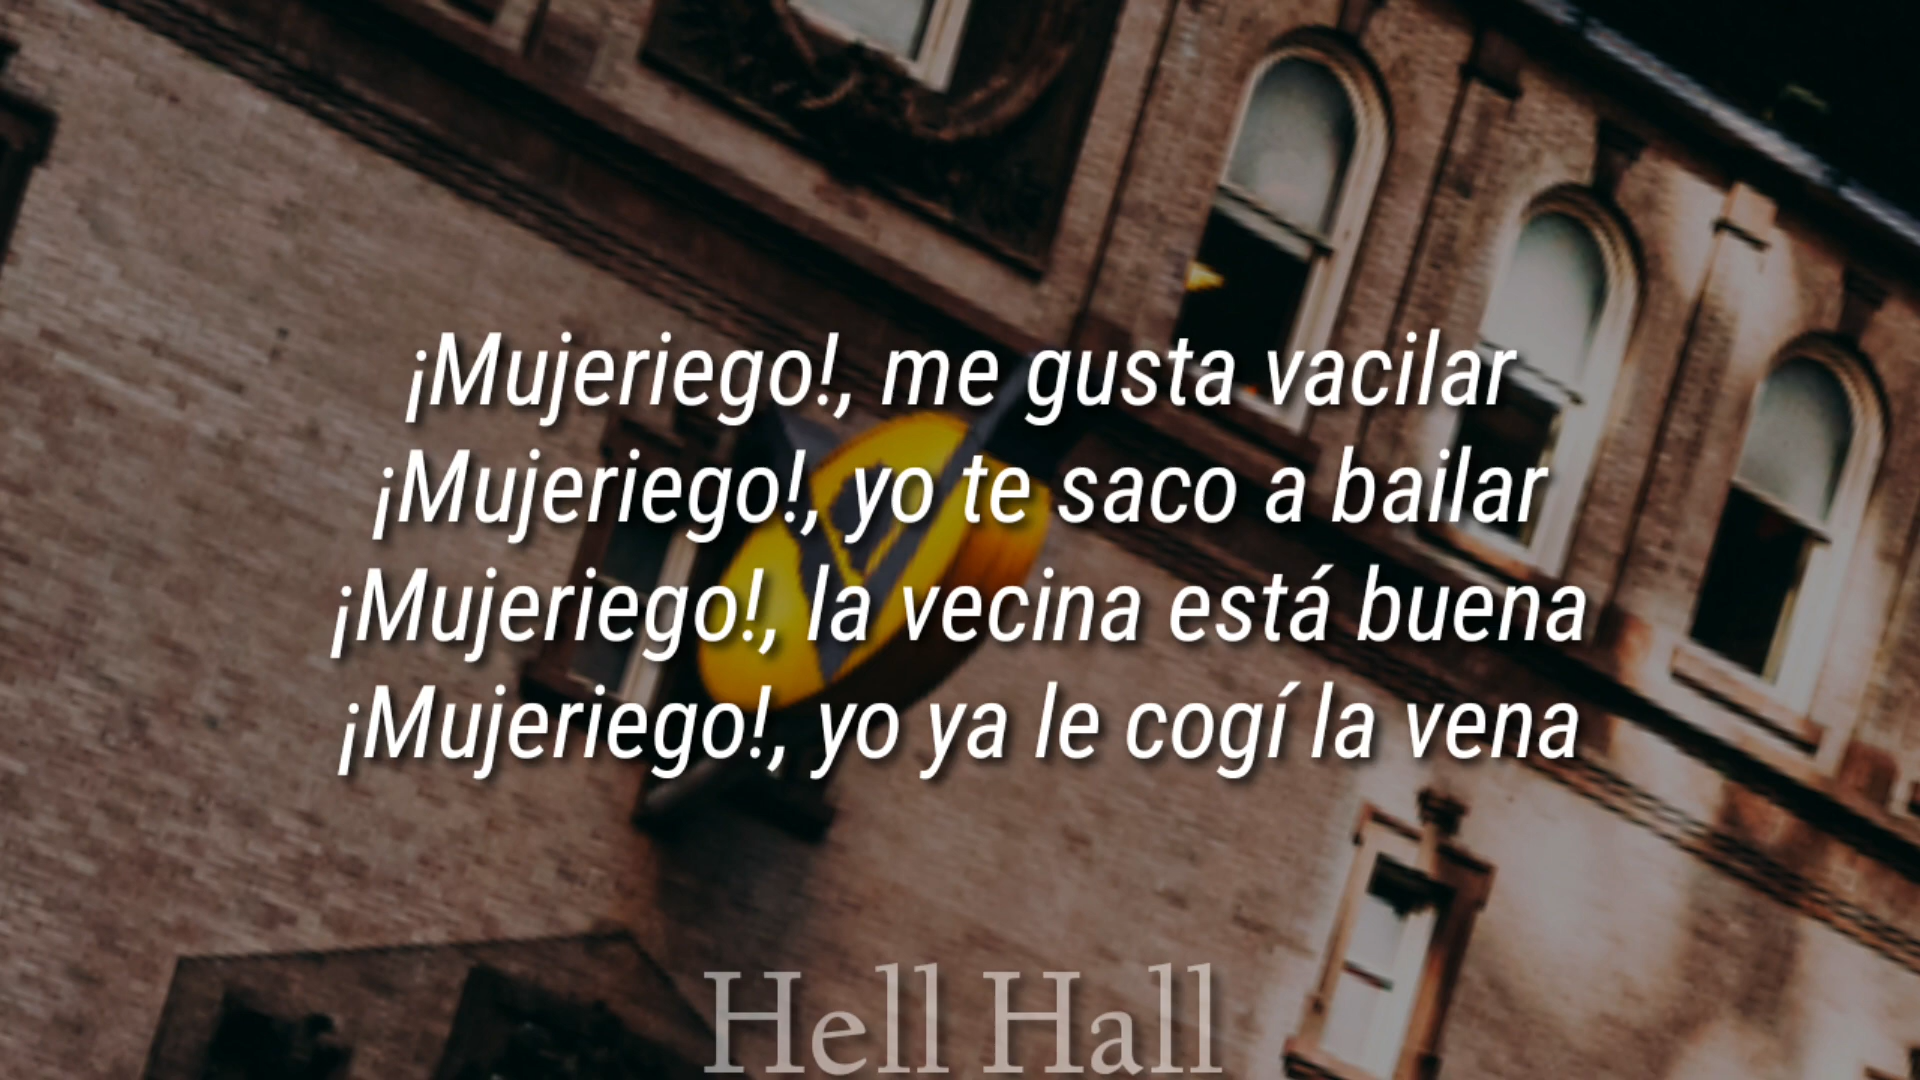 ¡Mujeriego!, me gusta vacilar
¡Mujeriego!, yo te saco a bailar
¡Mujeriego!, la vecina está buena
¡Mujeriego!, yo ya le cogí la vena
Hell Hall